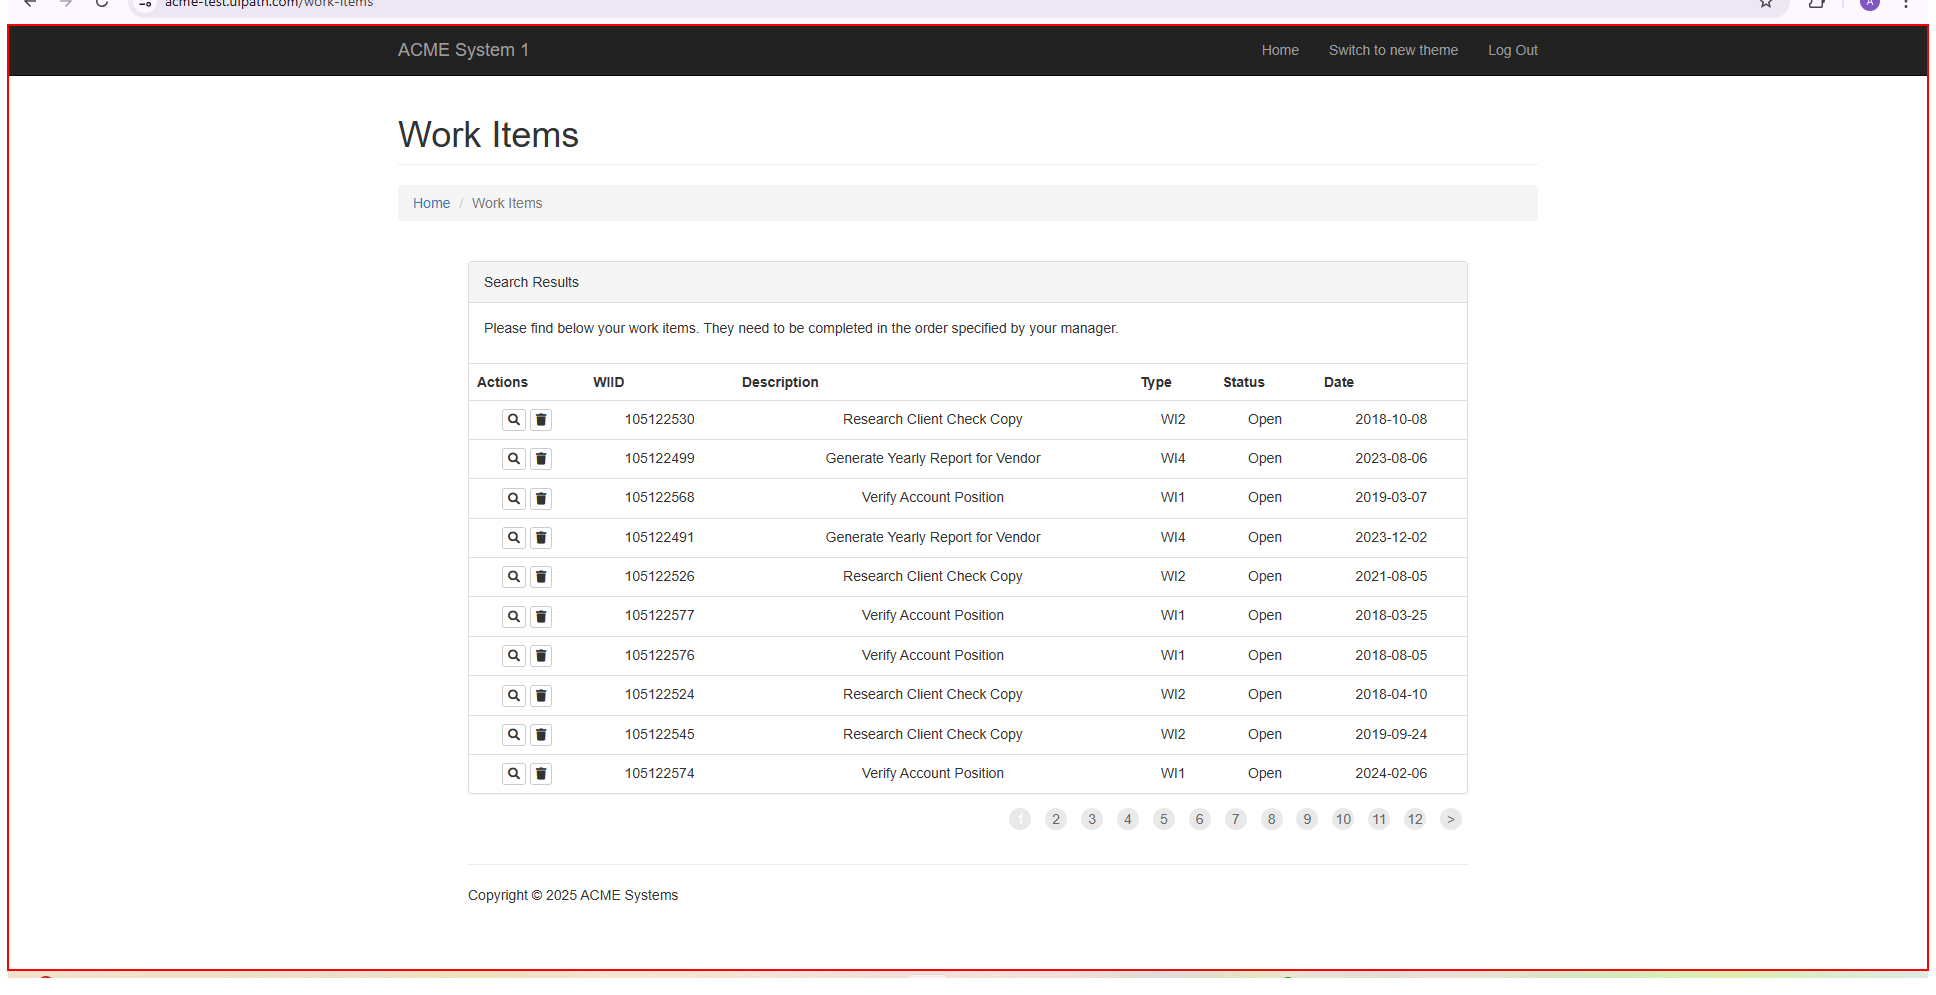 acme-test.uipath.com/work-items
A
ACME System 1 Home Switch to new theme Log Out
Work Items
Home / Work Items
Search Results
Please find below your work items. They need to be completed in the order specified by your manager.
Actions WIID Description Type Status Date
105122530 Research Client Check Copy WI2 Open 2018-10-08
105122499 Generate Yearly Report for Vendor WI4 Open 2023-08-06
105122568 Verify Account Position WI1 Open 2019-03-07
105122491 Generate Yearly Report for Vendor WI4 Open 2023-12-02
105122526 Research Client Check Copy WI2 Open 2021-08-05
105122577 Verify Account Position WI1 Open 2018-03-25
105122576 Verify Account Position WI1 Open 2018-08-05
105122524 Research Client Check Copy WI2 Open 2018-04-10
105122545 Research Client Check Copy WI2 Open 2019-09-24
105122574 Verify Account Position WI1 Open 2024-02-06
1 2 3 4 5 6 7 8 9 10 11 12 >
Copyright © 2025 ACME Systems